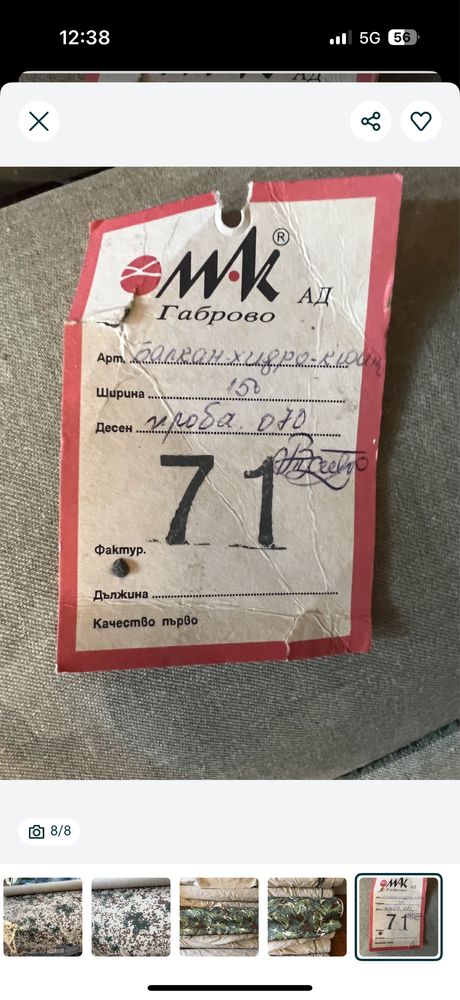 12:38
5G 56
МАК ® АД
Габрово
Арт. Балкан-хидро-
Ширина 150
Десен проба. 070
71
Фактур.
Дължина
Качество първо
8/8